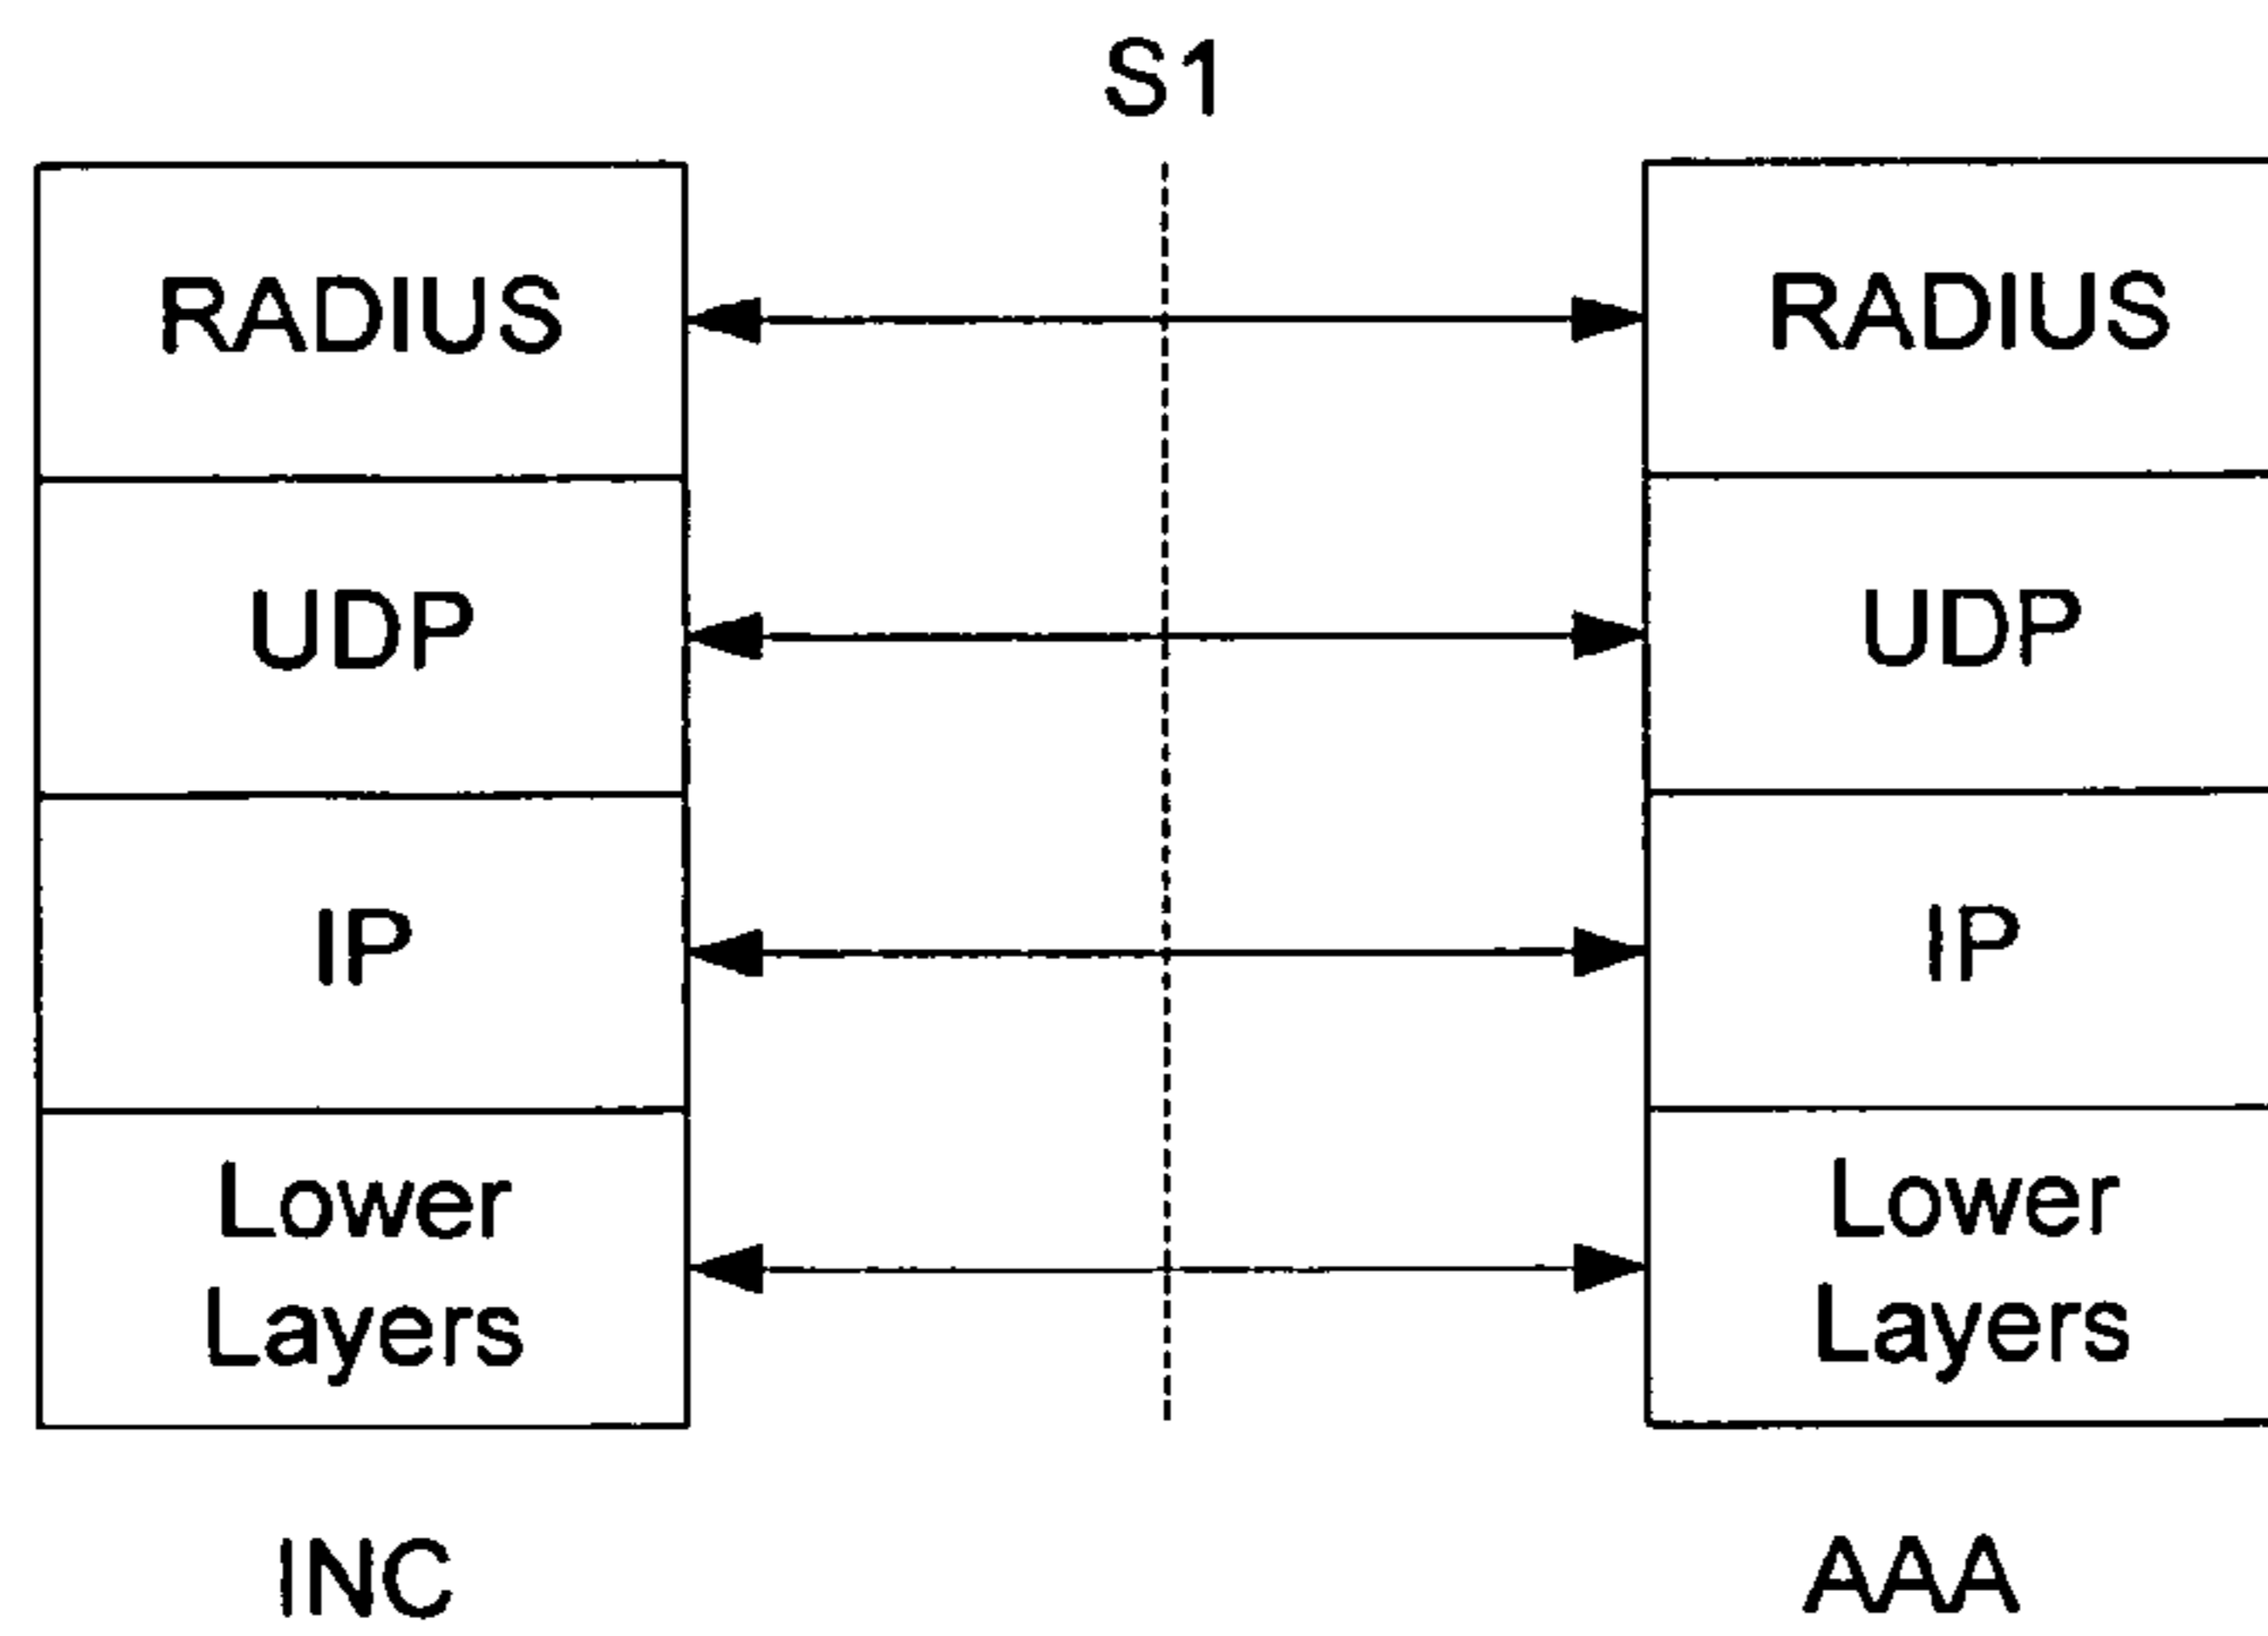 S1
RADIUS
RADIUS
UDP
UDP
IP
IP
Lower
Layers
Lower
Layers
INC
AAA